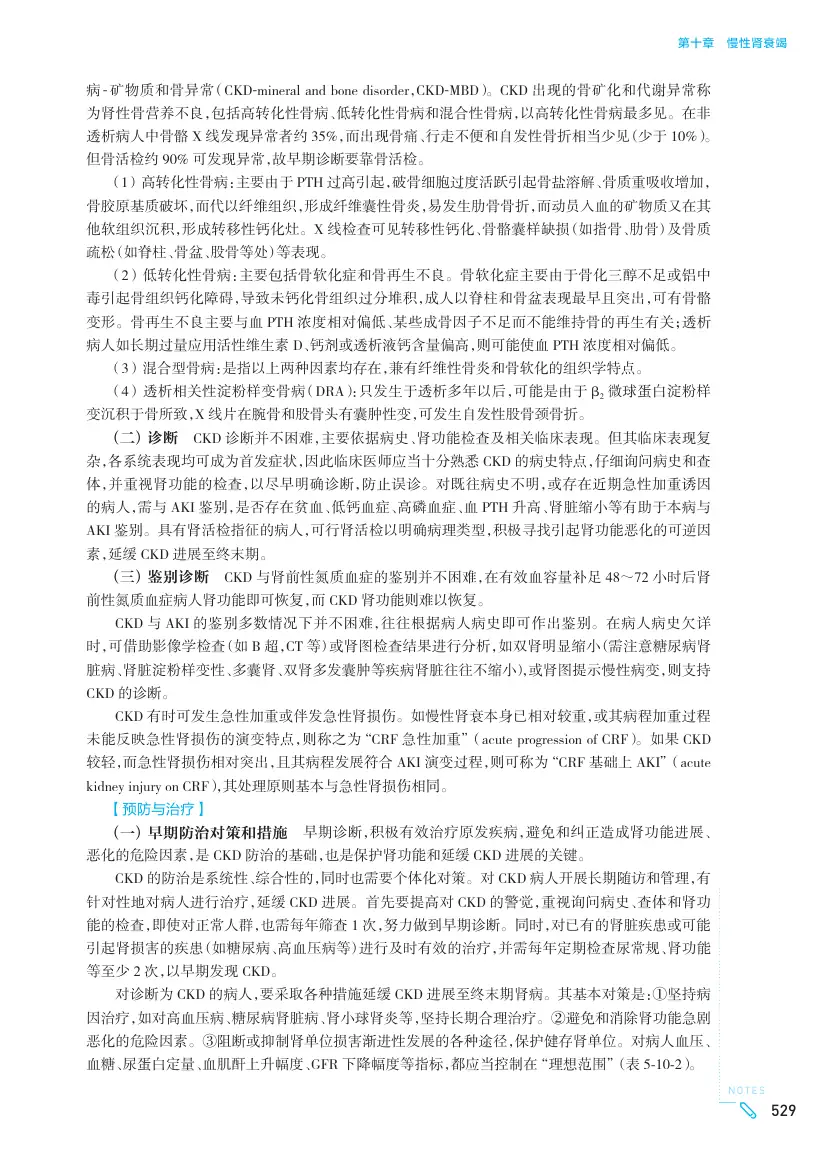 第十章　慢性肾衰竭
病-矿物质和骨异常(CKD-mineral and bone disorder,CKD-MBD)。CKD 出现的骨矿化和代谢异常称
为肾性骨营养不良,包括高转化性骨病、低转化性骨病和混合性骨病,以高转化性骨病最多见。在非
透析病人中骨骼 X 线发现异常者约 35%,而出现骨痛、行走不便和自发性骨折相当少见(少于 10%)。
但骨活检约 90% 可发现异常,故早期诊断要靠骨活检。
(1)高转化性骨病:主要由于 PTH 过高引起,破骨细胞过度活跃引起骨盐溶解、骨质重吸收增加,
骨胶原基质破坏,而代以纤维组织,形成纤维囊性骨炎,易发生肋骨骨折,而动员入血的矿物质又在其
他软组织沉积,形成转移性钙化灶。X 线检查可见转移性钙化、骨骼囊样缺损(如指骨、肋骨)及骨质
疏松(如脊柱、骨盆、股骨等处)等表现。
(2)低转化性骨病:主要包括骨软化症和骨再生不良。骨软化症主要由于骨化三醇不足或铝中
毒引起骨组织钙化障碍,导致未钙化骨组织过分堆积,成人以脊柱和骨盆表现最早且突出,可有骨骼
变形。骨再生不良主要与血 PTH 浓度相对偏低、某些成骨因子不足而不能维持骨的再生有关;透析
病人如长期过量应用活性维生素 D、钙剂或透析液钙含量偏高,则可能使血 PTH 浓度相对偏低。
(3)混合型骨病:是指以上两种因素均存在,兼有纤维性骨炎和骨软化的组织学特点。
(4)透析相关性淀粉样变骨病(DRA):只发生于透析多年以后,可能是由于 β₂ 微球蛋白淀粉样
变沉积于骨所致,X 线片在腕骨和股骨头有囊肿性变,可发生自发性股骨颈骨折。
(二)诊断　CKD 诊断并不困难,主要依据病史、肾功能检查及相关临床表现。但其临床表现复
杂,各系统表现均可成为首发症状,因此临床医师应当十分熟悉 CKD 的病史特点,仔细询问病史和查
体,并重视肾功能的检查,以尽早明确诊断,防止误诊。对既往病史不明,或存在近期急性加重诱因
的病人,需与 AKI 鉴别,是否存在贫血、低钙血症、高磷血症、血 PTH 升高、肾脏缩小等有助于本病与
AKI 鉴别。具有肾活检指征的病人,可行肾活检以明确病理类型,积极寻找引起肾功能恶化的可逆因
素,延缓 CKD 进展至终末期。
(三)鉴别诊断　CKD 与肾前性氮质血症的鉴别并不困难,在有效血容量补足 48～72 小时后肾
前性氮质血症病人肾功能即可恢复,而 CKD 肾功能则难以恢复。
CKD 与 AKI 的鉴别多数情况下并不困难,往往根据病人病史即可作出鉴别。在病人病史欠详
时,可借助影像学检查(如 B 超,CT 等)或肾图检查结果进行分析,如双肾明显缩小(需注意糖尿病肾
脏病、肾脏淀粉样变性、多囊肾、双肾多发囊肿等疾病肾脏往往不缩小),或肾图提示慢性病变,则支持
CKD 的诊断。
CKD 有时可发生急性加重或伴发急性肾损伤。如慢性肾衰本身已相对较重,或其病程加重过程
未能反映急性肾损伤的演变特点,则称之为“CRF 急性加重”(acute progression of CRF)。如果 CKD
较轻,而急性肾损伤相对突出,且其病程发展符合 AKI 演变过程,则可称为“CRF 基础上 AKI”(acute
kidney injury on CRF),其处理原则基本与急性肾损伤相同。
【预防与治疗】
(一)早期防治对策和措施　早期诊断,积极有效治疗原发疾病,避免和纠正造成肾功能进展、
恶化的危险因素,是 CKD 防治的基础,也是保护肾功能和延缓 CKD 进展的关键。
CKD 的防治是系统性、综合性的,同时也需要个体化对策。对 CKD 病人开展长期随访和管理,有
针对性地对病人进行治疗,延缓 CKD 进展。首先要提高对 CKD 的警觉,重视询问病史、查体和肾功
能的检查,即使对正常人群,也需每年筛查 1 次,努力做到早期诊断。同时,对已有的肾脏疾患或可能
引起肾损害的疾患(如糖尿病、高血压病等)进行及时有效的治疗,并需每年定期检查尿常规、肾功能
等至少 2 次,以早期发现 CKD。
对诊断为 CKD 的病人,要采取各种措施延缓 CKD 进展至终末期肾病。其基本对策是:①坚持病
因治疗,如对高血压病、糖尿病肾脏病、肾小球肾炎等,坚持长期合理治疗。②避免和消除肾功能急剧
恶化的危险因素。③阻断或抑制肾单位损害渐进性发展的各种途径,保护健存肾单位。对病人血压、
血糖、尿蛋白定量、血肌酐上升幅度、GFR 下降幅度等指标,都应当控制在“理想范围”(表 5-10-2)。
NOTES
529